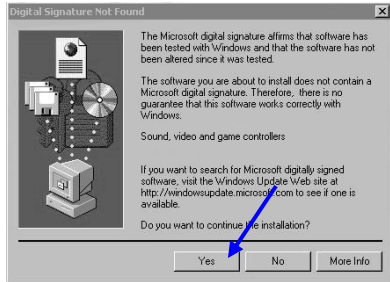 Digital Signature Not Found
The Microsoft digital signature affirms that software has
been tested with Windows and that the software has not
been altered since it was tested.
The software you are about to install does not contain a
Microsoft digital signature. Therefore, there is no
guarantee that this software works correctly with
Windows.
Sound, video and game controllers
If you want to search for Microsoft digitally signed
software, visit the Windows Update Web site at
http://windowsupdate.microsoft.com to see if one is
available.
Do you want to continue the installation?
Yes No More Info